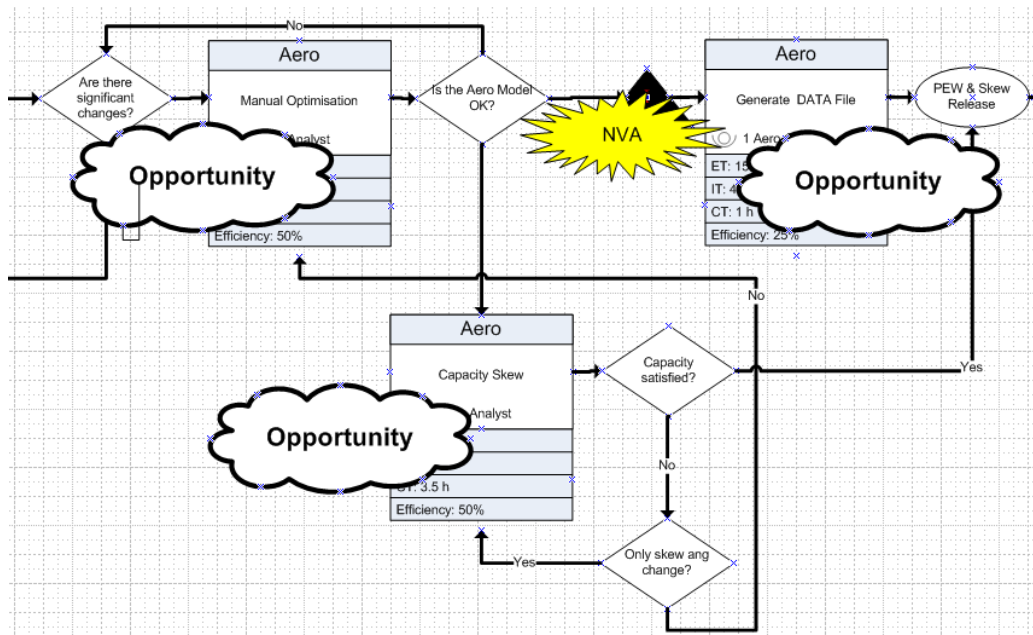 No
Aero
Aero
Are there
significant
changes?
Manual Optimisation
Is the Aero Model
OK?
Generate DATA File
PEW & Skew
Release
Analyst
NVA
1 Aero
Opportunity
Opportunity
ET:
IT:
CT: 1 h
Efficiency: 50%
Efficiency: 25%
No
Aero
Capacity Skew
Capacity
satisfied?
Yes
Analyst
Opportunity
No
CT: 3.5 h
Efficiency: 50%
Only skew ang
change?
Yes